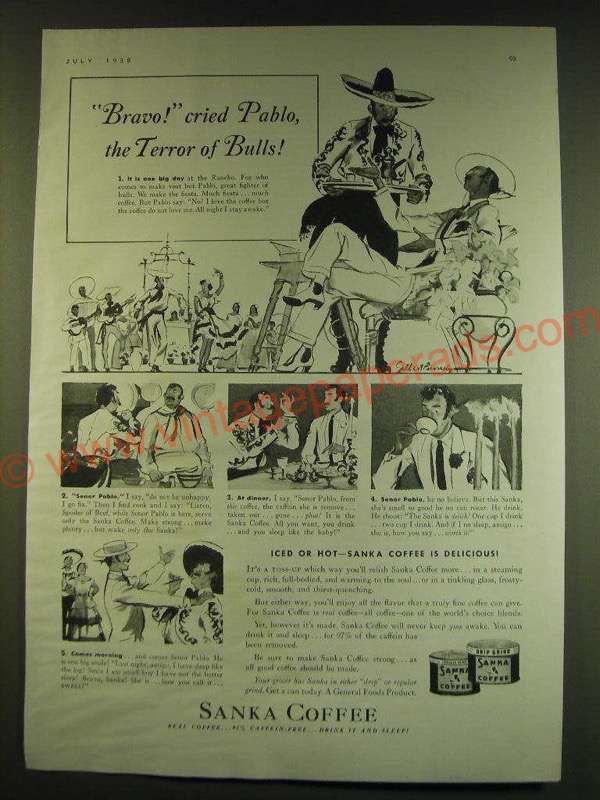 JULY 1938
"Bravo!" cried Pablo,
the Terror of Bulls!
1. It is one big day at the Rancho. For who
comes to make visit but Pablo, great fighter of
bulls. We make the fiesta. Much fiesta . . . much
coffee. But Pablo say: "No! I love the coffee but
the coffee do not love me. All night I stay awake."
2. "Senor Pablo," I say, "do not be unhappy.
I go fix." Then I find cook and I say: "Listen,
Spoiler of Beef, while Senor Pablo is here, serve
only the Sanka Coffee. Make strong . . . make
plenty . . . but make only the Sanka!"
3. At dinner, I say, "Senor Pablo, from
this coffee, the caffein she is remove...
taken out . . . gone . . . phut! It is the
Sanka Coffee. All you want, you drink
. . . and you sleep like the baby!"
4. Senor Pablo, he no believe. But this Sanka,
she's smell so good he no can resist. He drink.
He shout: "The Sanka is delish! One cup I drink
. . . two cup I drink. And if I no sleep, amigo . . .
she is, how you say . . . worth it!"
5. Comes morning . . . and comes Senor Pablo. He
is one big smile! "Last night, amigo, I have sleep like
the log! Since I am small boy I have not the better
siesta! Bravo, Sanka! She is . . . how you call it . . .
ICED OR HOT—SANKA COFFEE IS DELICIOUS!
IT'S A TOSS-UP which way you'll relish Sanka Coffee more . . . in a steaming
cup, rich, full-bodied, and warming to the soul . . . or in a tinkling glass, frosty-
cold, smooth, and thirst-quenching.
But either way, you'll enjoy all the flavor that a truly fine coffee can give.
For Sanka Coffee is real coffee—all coffee—one of the world's choice blends.
Yet, however it's made, Sanka Coffee will never keep you awake. You can
drink it and sleep . . . for 97% of the caffein has
been removed.
Be sure to make Sanka Coffee strong . . . as
all good coffee should be made.
Your grocer has Sanka in either "drip" or regular
grind. Get a can today. A General Foods Product.
SANKA
COFFEE
DRIP GRIND
SANKA
COFFEE
SANKA COFFEE
REAL COFFEE . . . 97% CAFFEIN-FREE . . . DRINK IT AND SLEEP!
© www.vintagepaperads.com